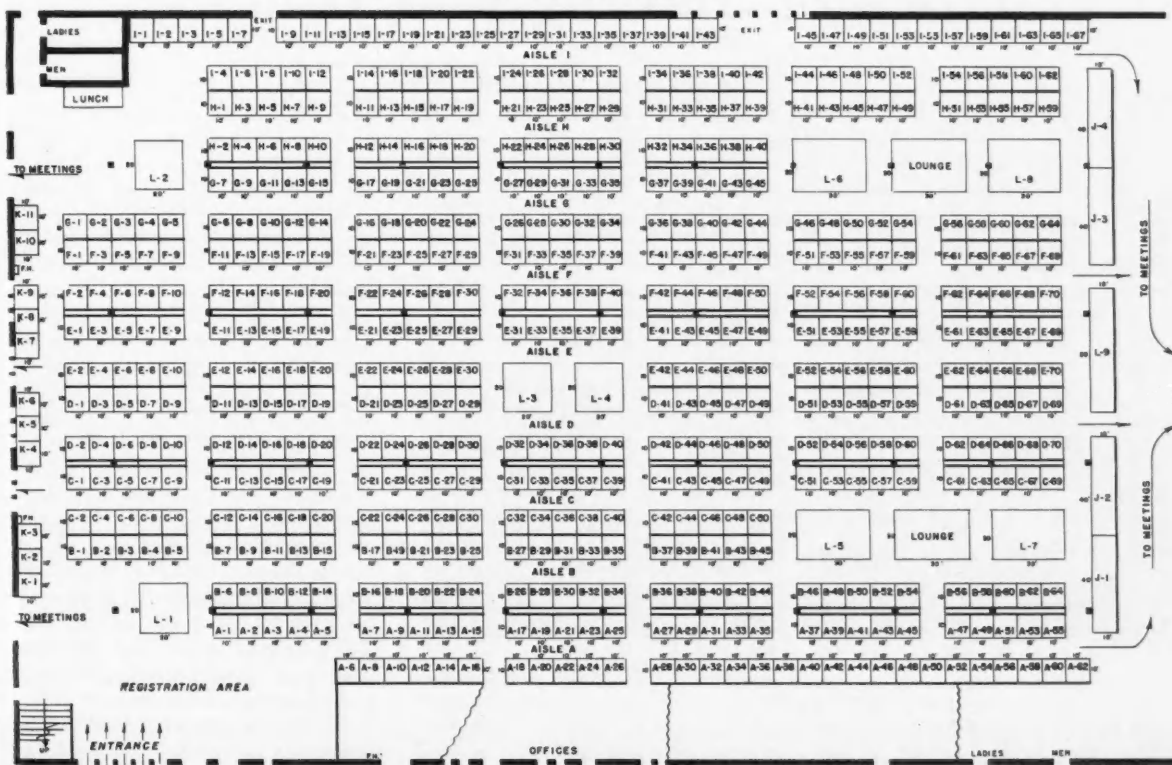 LADIES
I-1 I-2 I-3 I-5 I-7 EXIT I-9 I-11 I-13 I-15 I-17 I-19 I-21 I-23 I-25 I-27 I-29 I-31 I-33 I-35 I-37 I-39 I-41 I-43 EXIT I-45 I-47 I-49 I-51 I-53 I-57 I-59 I-61 I-63 I-65 I-67
AISLE I
MEN
LUNCH
I-4 I-6 I-8 I-10 I-12 I-14 I-16 I-18 I-20 I-22 I-24 I-26 I-28 I-30 I-32 I-34 I-36 I-38 I-40 I-42 I-44 I-46 I-48 I-50 I-52 I-54 I-56 I-58 I-60 I-62
H-1 H-3 H-5 H-7 H-9 H-11 H-13 H-15 H-17 H-19 H-21 H-23 H-25 H-27 H-29 H-31 H-33 H-35 H-37 H-39 H-41 H-43 H-45 H-47 H-49 H-51 H-53 H-55 H-57 H-59
J-4
AISLE H
H-2 H-4 H-6 H-8 H-10 H-12 H-14 H-16 H-18 H-20 H-22 H-24 H-26 H-28 H-30 H-32 H-34 H-36 H-38 H-40
TO MEETINGS
L-2 L-6 LOUNGE L-8
G-7 G-9 G-11 G-13 G-15 G-17 G-19 G-21 G-23 G-25 G-27 G-29 G-31 G-33 G-35 G-37 G-39 G-41 G-43 G-45
20' 30' 30' 30'
AISLE G
K-11
G-1 G-2 G-3 G-4 G-5 G-6 G-8 G-10 G-12 G-14 G-16 G-18 G-20 G-22 G-24 G-26 G-28 G-30 G-32 G-34 G-36 G-38 G-40 G-42 G-44 G-46 G-48 G-50 G-52 G-54 G-56 G-58 G-60 G-62 G-64
J-3
K-10
F-1 F-3 F-5 F-7 F-9 F-11 F-13 F-15 F-17 F-19 F-21 F-23 F-25 F-27 F-29 F-31 F-33 F-35 F-37 F-39 F-41 F-43 F-45 F-47 F-49 F-51 F-53 F-55 F-57 F-59 F-61 F-63 F-65 F-67 F-69
F.H.
AISLE F
TO MEETINGS
K-9
F-2 F-4 F-6 F-8 F-10 F-12 F-14 F-16 F-18 F-20 F-22 F-24 F-26 F-28 F-30 F-32 F-34 F-36 F-38 F-40 F-42 F-44 F-46 F-48 F-50 F-52 F-54 F-56 F-58 F-60 F-62 F-64 F-66 F-68 F-70
K-8
E-1 E-3 E-5 E-7 E-9 E-11 E-13 E-15 E-17 E-19 E-21 E-23 E-25 E-27 E-29 E-31 E-33 E-35 E-37 E-39 E-41 E-43 E-45 E-47 E-49 E-51 E-53 E-55 E-57 E-59 E-61 E-63 E-65 E-67 E-69
K-7
L-9
AISLE E
E-2 E-4 E-6 E-8 E-10 E-12 E-14 E-16 E-18 E-20 E-22 E-24 E-26 E-28 E-30 E-42 E-44 E-46 E-48 E-50 E-52 E-54 E-56 E-58 E-60 E-62 E-64 E-66 E-68 E-70
L-3 L-4
K-6
D-1 D-3 D-5 D-7 D-9 D-11 D-13 D-15 D-17 D-19 D-21 D-23 D-25 D-27 D-29 D-41 D-43 D-45 D-47 D-49 D-51 D-53 D-55 D-57 D-59 D-61 D-63 D-65 D-67 D-69
20' 20'
K-5
AISLE D
K-4
D-2 D-4 D-6 D-8 D-10 D-12 D-14 D-16 D-18 D-20 D-22 D-24 D-26 D-28 D-30 D-32 D-34 D-36 D-38 D-40 D-42 D-44 D-46 D-48 D-50 D-52 D-54 D-56 D-58 D-60 D-62 D-64 D-66 D-68 D-70
C-1 C-3 C-5 C-7 C-9 C-11 C-13 C-15 C-17 C-19 C-21 C-23 C-25 C-27 C-29 C-31 C-33 C-35 C-37 C-39 C-41 C-43 C-45 C-47 C-49 C-51 C-53 C-55 C-57 C-59 C-61 C-63 C-65 C-67 C-69
J-2
AISLE C
F.H.
C-2 C-4 C-6 C-8 C-10 C-12 C-14 C-16 C-18 C-20 C-22 C-24 C-26 C-28 C-30 C-32 C-34 C-36 C-38 C-40 C-42 C-44 C-46 C-48 C-50
TO MEETINGS
K-3
L-5 LOUNGE L-7
K-2
B-1 B-2 B-3 B-4 B-5 B-7 B-9 B-11 B-13 B-15 B-17 B-19 B-21 B-23 B-25 B-27 B-29 B-31 B-33 B-35 B-37 B-39 B-41 B-43 B-45
30' 30' 30'
AISLE B
K-1
J-1
B-6 B-8 B-10 B-12 B-14 B-16 B-18 B-20 B-22 B-24 B-26 B-28 B-30 B-32 B-34 B-36 B-38 B-40 B-42 B-44 B-46 B-48 B-50 B-52 B-54 B-56 B-58 B-60 B-62 B-64
TO MEETINGS
L-1
A-1 A-2 A-3 A-4 A-5 A-7 A-9 A-11 A-13 A-15 A-17 A-19 A-21 A-23 A-25 A-27 A-29 A-31 A-33 A-35 A-37 A-39 A-41 A-43 A-45 A-47 A-49 A-51 A-53 A-55
20'
AISLE A
A-6 A-8 A-10 A-12 A-14 A-16 A-18 A-20 A-22 A-24 A-26 A-28 A-30 A-32 A-34 A-36 A-38 A-40 A-42 A-44 A-46 A-48 A-50 A-52 A-54 A-56 A-58 A-60 A-62
REGISTRATION AREA
UP
ENTRANCE
F.H.
OFFICES
LADIES MEN